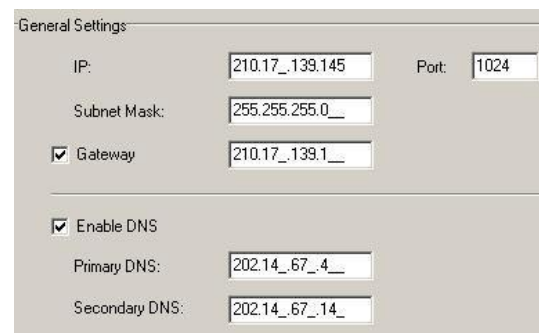 General Settings
IP: 210.17_.139.145 Port: 1024
Subnet Mask: 255.255.255.0__
Gateway 210.17_.139.1__
Enable DNS
Primary DNS: 202.14_.67_.4__
Secondary DNS: 202.14_.67_.14_